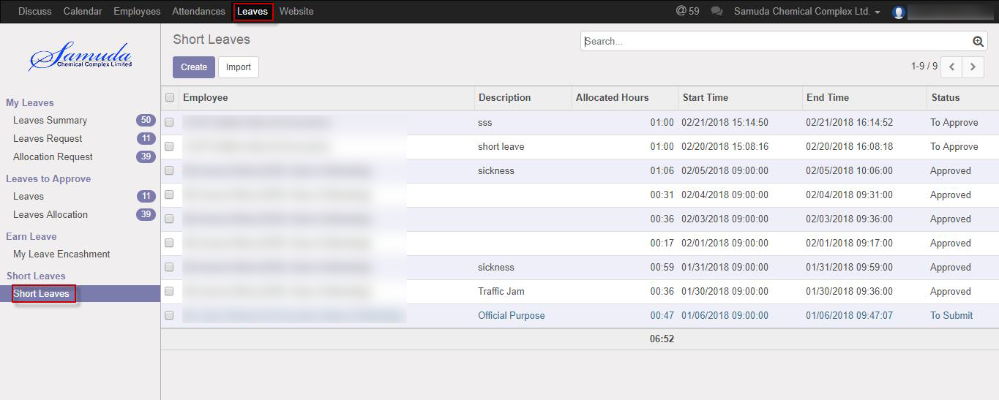 Discuss Calendar Employees Attendances Leaves Website @ 59 Samuda Chemical Complex Ltd.
Samuda
Chemical Complex Limited
My Leaves
Leaves Summary 50
Leaves Request 11
Allocation Request 39
Leaves to Approve
Leaves 11
Leaves Allocation 39
Earn Leave
My Leave Encashment
Short Leaves
Short Leaves
Short Leaves
Search...
Create Import
1-9 / 9
Employee Description Allocated Hours Start Time End Time Status
sss 01:00 02/21/2018 15:14:50 02/21/2018 16:14:52 To Approve
short leave 01:00 02/20/2018 15:08:16 02/20/2018 16:08:18 To Approve
sickness 01:06 02/05/2018 09:00:00 02/05/2018 10:06:00 Approved
00:31 02/04/2018 09:00:00 02/04/2018 09:31:00 Approved
00:36 02/03/2018 09:00:00 02/03/2018 09:36:00 Approved
00:17 02/01/2018 09:00:00 02/01/2018 09:17:00 Approved
sickness 00:59 01/31/2018 09:00:00 01/31/2018 09:59:00 Approved
Traffic Jam 00:36 01/30/2018 09:00:00 01/30/2018 09:36:00 Approved
Official Purpose 00:47 01/06/2018 09:00:00 01/06/2018 09:47:07 To Submit
06:52